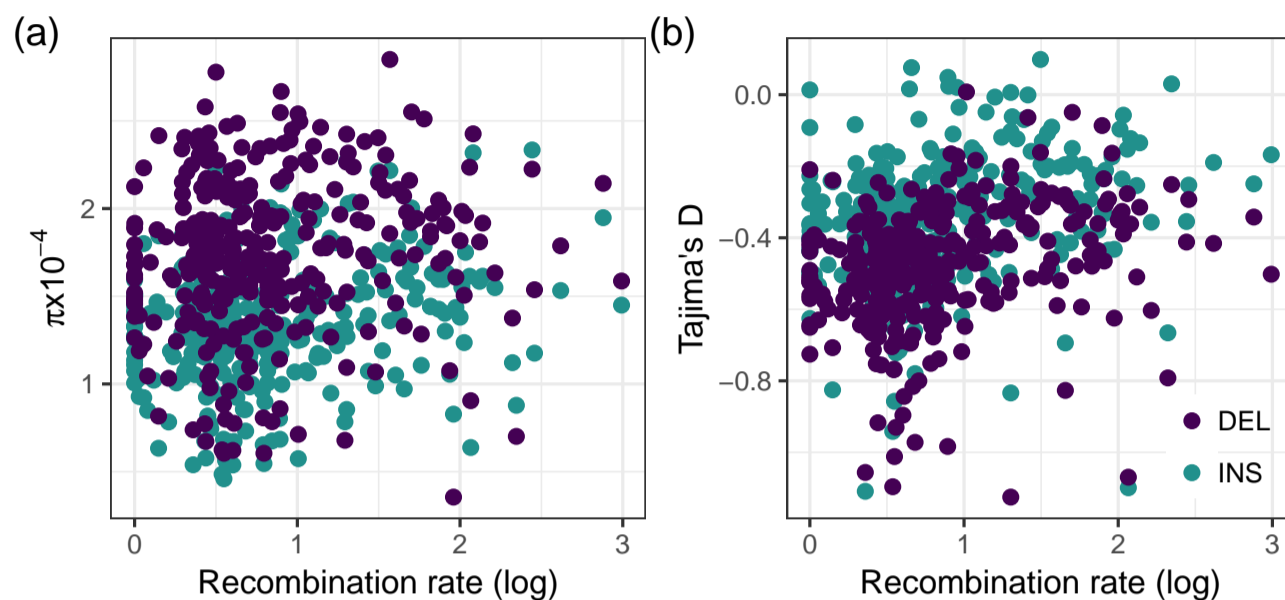 (a)
πx10⁻⁴
2
1
0
1
2
3
Recombination rate (log)
(b)
Tajima's D
0.0
−0.4
−0.8
0
1
2
3
Recombination rate (log)
DEL
INS